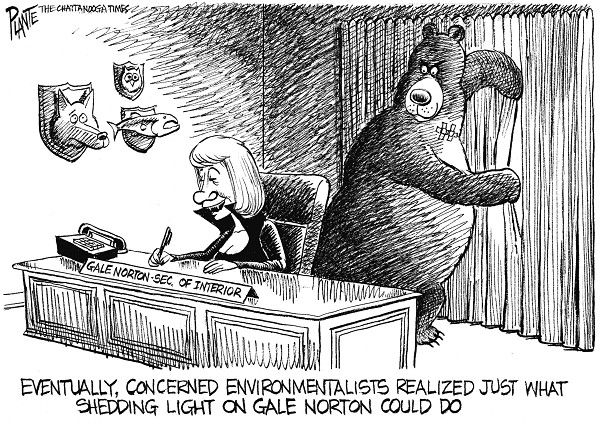 PLANTE THE CHATTANOOGA TIMES
GALE NORTON-SEC. OF INTERIOR
EVENTUALLY, CONCERNED ENVIRONMENTALISTS REALIZED JUST WHAT
SHEDDING LIGHT ON GALE NORTON COULD DO